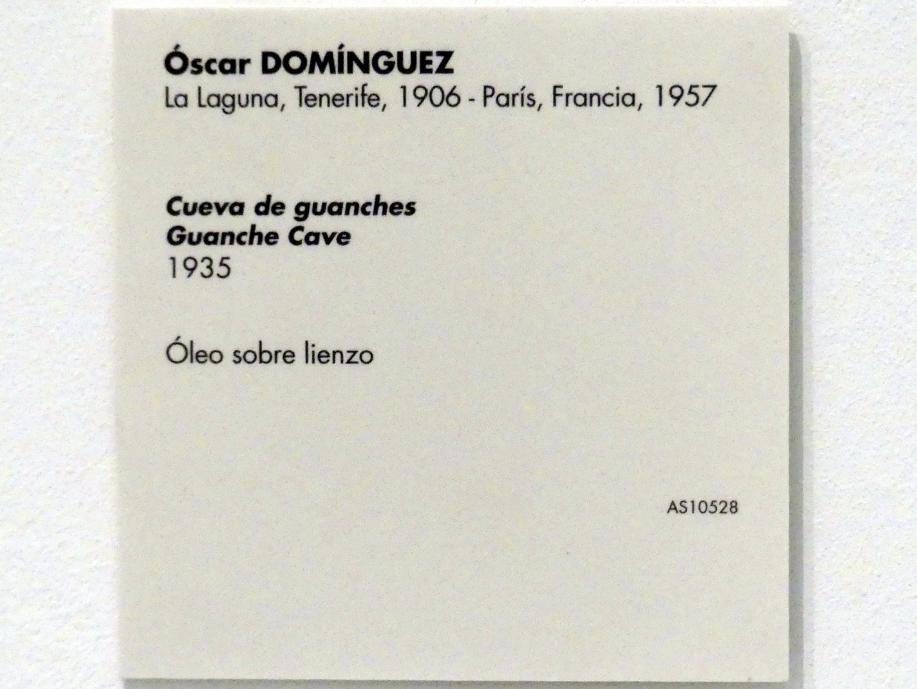 Óscar DOMÍNGUEZ
La Laguna, Tenerife, 1906 - París, Francia, 1957
Cueva de guanches
Guanche Cave
1935
Óleo sobre lienzo
AS10528